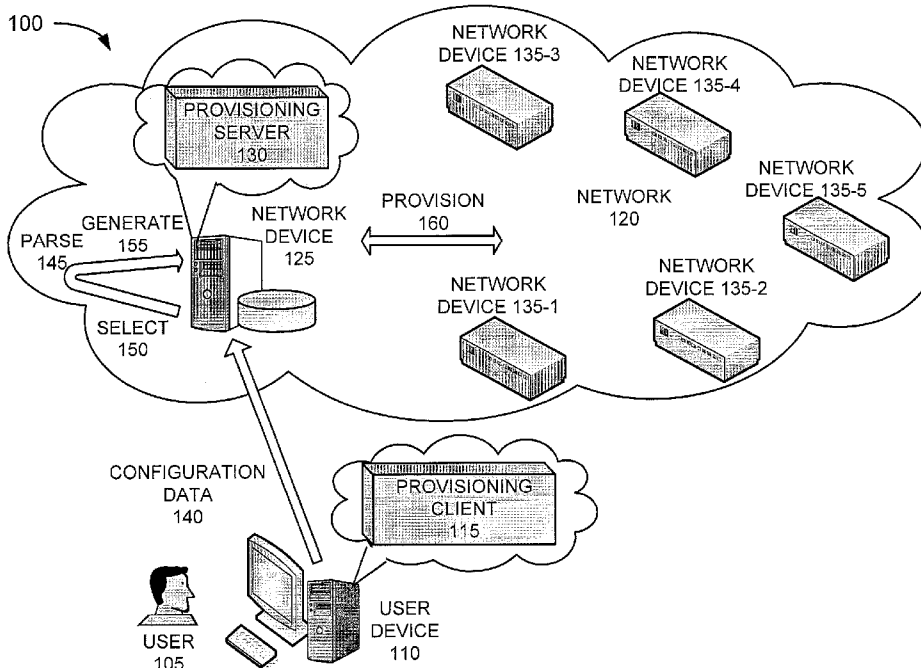 100
NETWORK
DEVICE 135-3
NETWORK
DEVICE 135-4
PROVISIONING
SERVER
130
NETWORK
DEVICE 135-5
GENERATE
155
PARSE
145
NETWORK
DEVICE
125
PROVISION
160
NETWORK
120
SELECT
150
NETWORK
DEVICE 135-1
NETWORK
DEVICE 135-2
CONFIGURATION
DATA
140
PROVISIONING
CLIENT
115
USER
105
USER
DEVICE
110